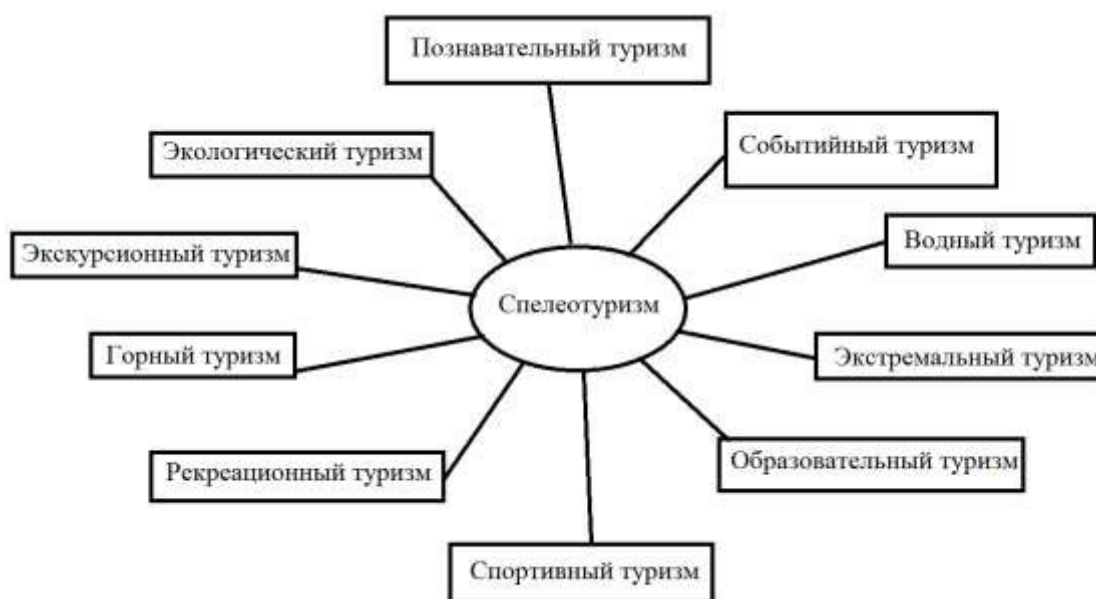 Познавательный туризм
Событийный туризм
Экологический туризм
Водный туризм
Экскурсионный туризм
Спелеотуризм
Горный туризм
Экстремальный туризм
Образовательный туризм
Рекреационный туризм
Спортивный туризм